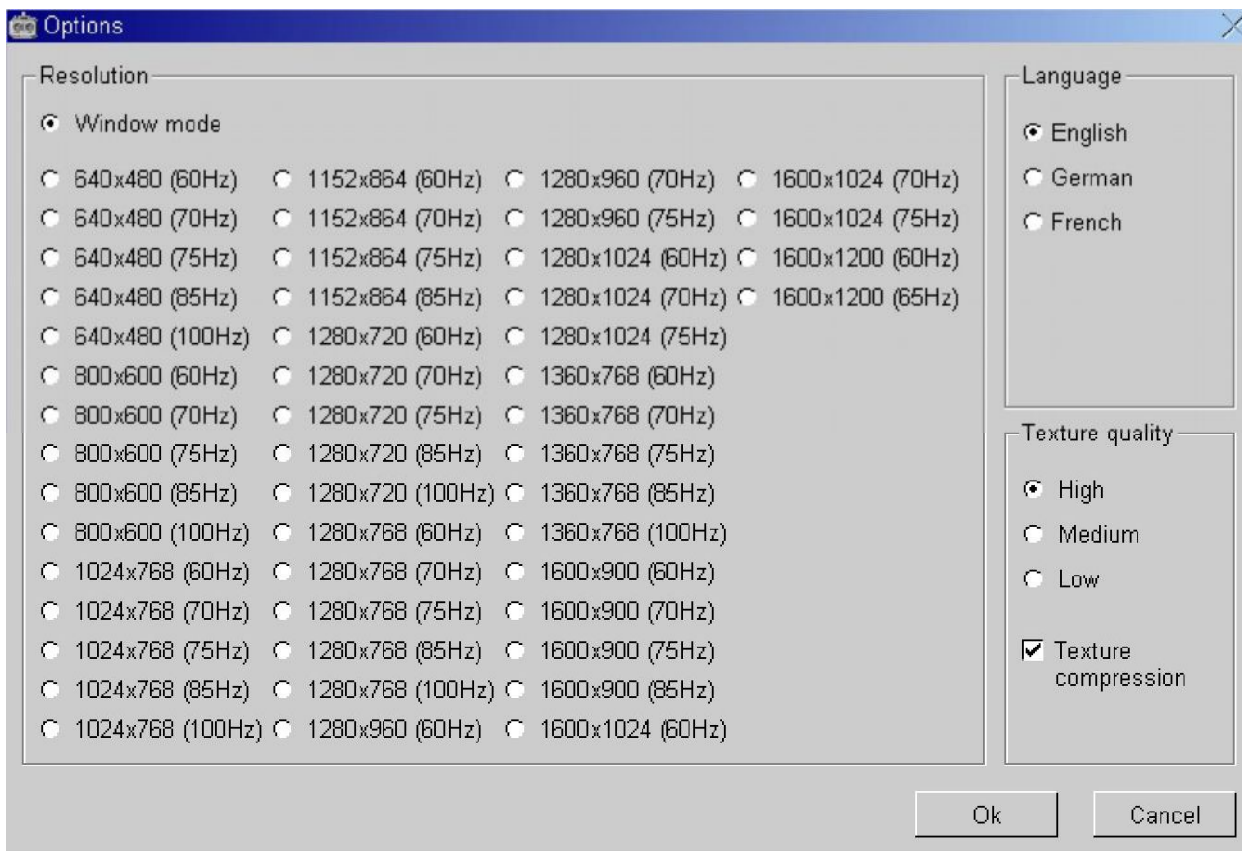 Options
Resolution
Window mode
640x480 (60Hz)
640x480 (70Hz)
640x480 (75Hz)
640x480 (85Hz)
640x480 (100Hz)
800x600 (60Hz)
800x600 (70Hz)
800x600 (75Hz)
800x600 (85Hz)
800x600 (100Hz)
1024x768 (60Hz)
1024x768 (70Hz)
1024x768 (75Hz)
1024x768 (85Hz)
1024x768 (100Hz)
1152x864 (60Hz)
1152x864 (70Hz)
1152x864 (75Hz)
1152x864 (85Hz)
1280x720 (60Hz)
1280x720 (70Hz)
1280x720 (75Hz)
1280x720 (85Hz)
1280x720 (100Hz)
1280x768 (60Hz)
1280x768 (70Hz)
1280x768 (75Hz)
1280x768 (85Hz)
1280x768 (100Hz)
1280x960 (60Hz)
1280x960 (70Hz)
1280x960 (75Hz)
1280x1024 (60Hz)
1280x1024 (70Hz)
1280x1024 (75Hz)
1360x768 (60Hz)
1360x768 (70Hz)
1360x768 (75Hz)
1360x768 (85Hz)
1360x768 (100Hz)
1600x900 (60Hz)
1600x900 (70Hz)
1600x900 (75Hz)
1600x900 (85Hz)
1600x1024 (60Hz)
1600x1024 (70Hz)
1600x1024 (75Hz)
1600x1200 (60Hz)
1600x1200 (65Hz)
Language
English
German
French
Texture quality
High
Medium
Low
Texture
compression
Ok
Cancel